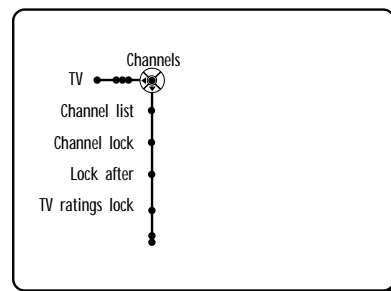 Channels
TV
Channel list
Channel lock
Lock after
TV ratings lock